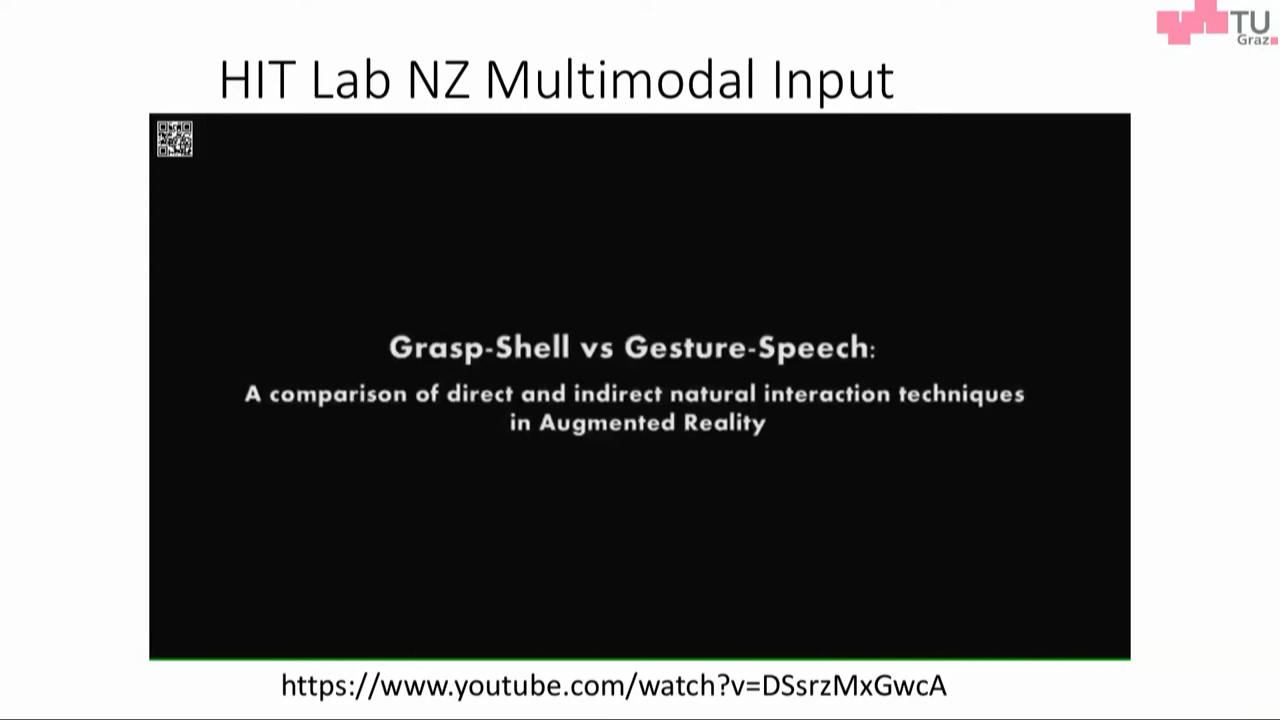 TU
Graz
HIT Lab NZ Multimodal Input
Grasp-Shell vs Gesture-Speech:
A comparison of direct and indirect natural interaction techniques
in Augmented Reality
https://www.youtube.com/watch?v=DSsrzMxGwcA